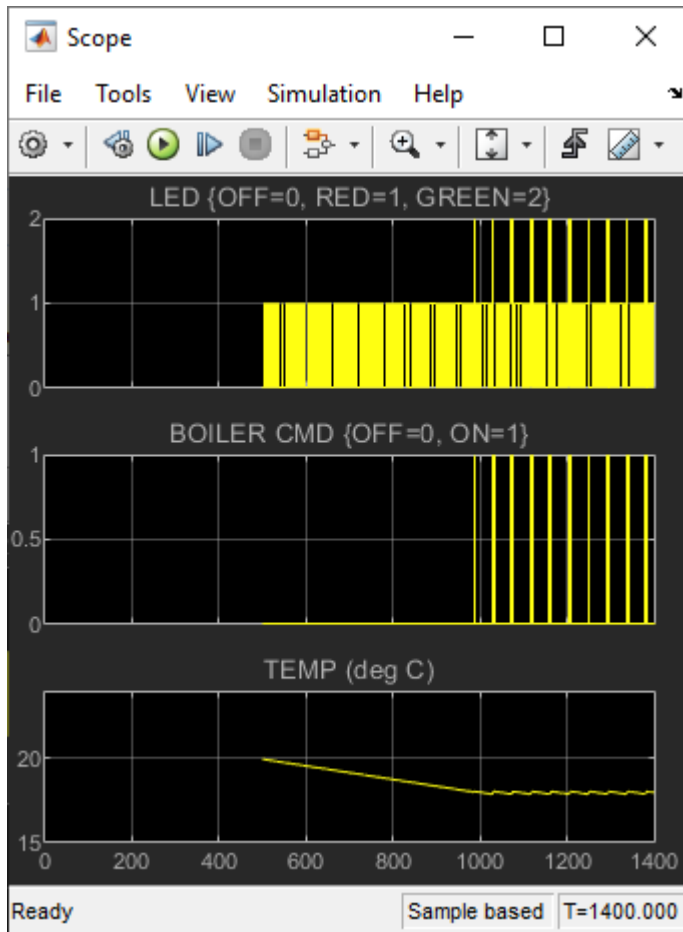 Scope
File Tools View Simulation Help
LED {OFF=0, RED=1, GREEN=2}
2
1
0
BOILER CMD {OFF=0, ON=1}
1
0.5
0
TEMP (deg C)
20
15
0 200 400 600 800 1000 1200 1400
Ready Sample based T=1400.000